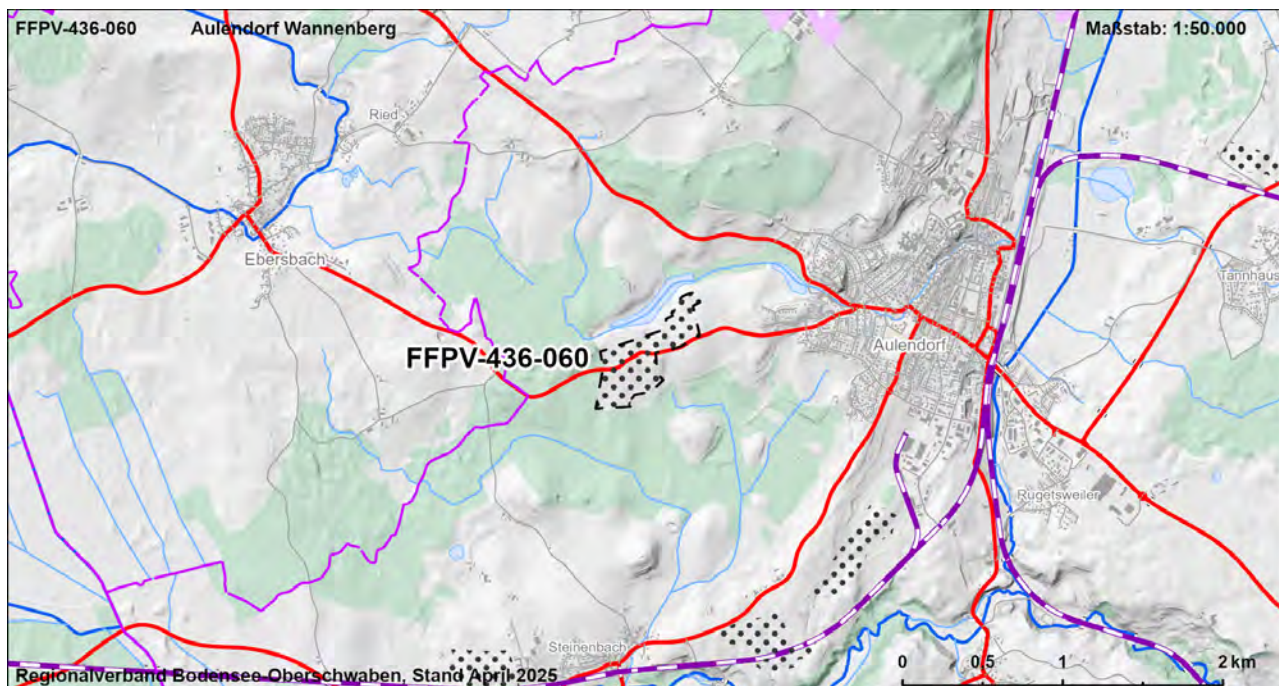 FFPV-436-060 Aulendorf Wannenberg Maßstab: 1:50.000
Ried
Ebersbach
Tannhaus
FFPV-436-060
Aulendorf
Rugetsweiler
Steinenbach
0 0,5 1 2 km
Regionalverband Bodensee-Oberschwaben, Stand April 2025